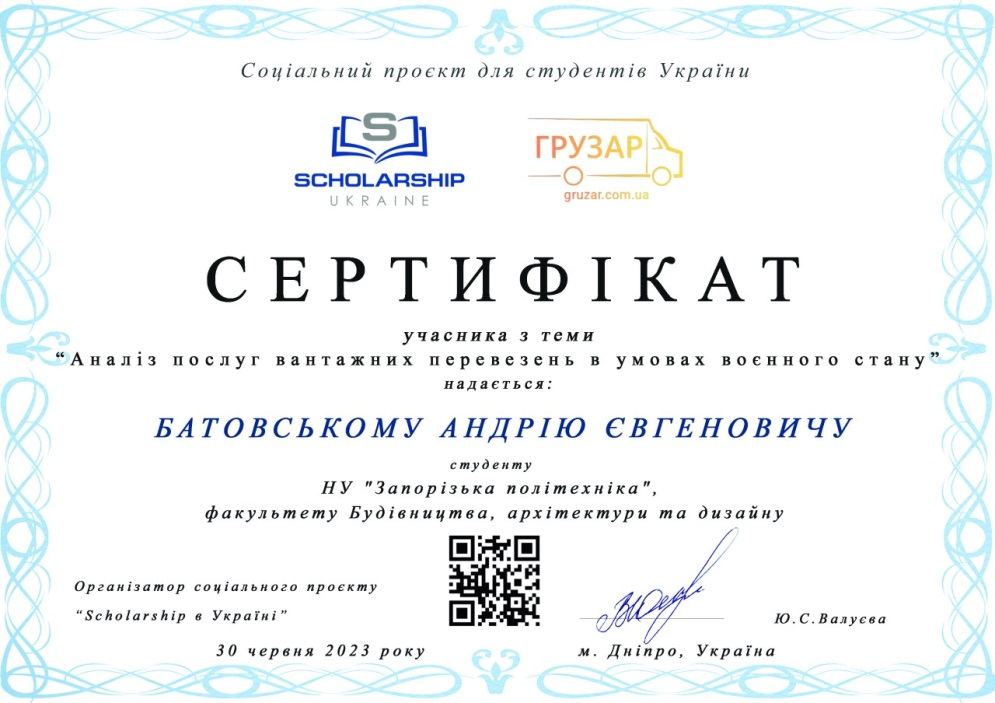 Соціальний проєкт для студентів України
S
SCHOLARSHIP
UKRAINE
ГРУЗАР
gruzar.com.ua
СЕРТИФІКАТ
учасника з теми
“Аналіз послуг вантажних перевезень в умовах воєнного стану”
надається:
БАТОВСЬКОМУ АНДРІЮ ЄВГЕНОВИЧУ
студенту
НУ "Запорізька політехніка",
факультету Будівництва, архітектури та дизайну
Організатор соціального проєкту
“Scholarship в Україні”
Ю.С.Валуєва
30 червня 2023 року
м. Дніпро, Україна